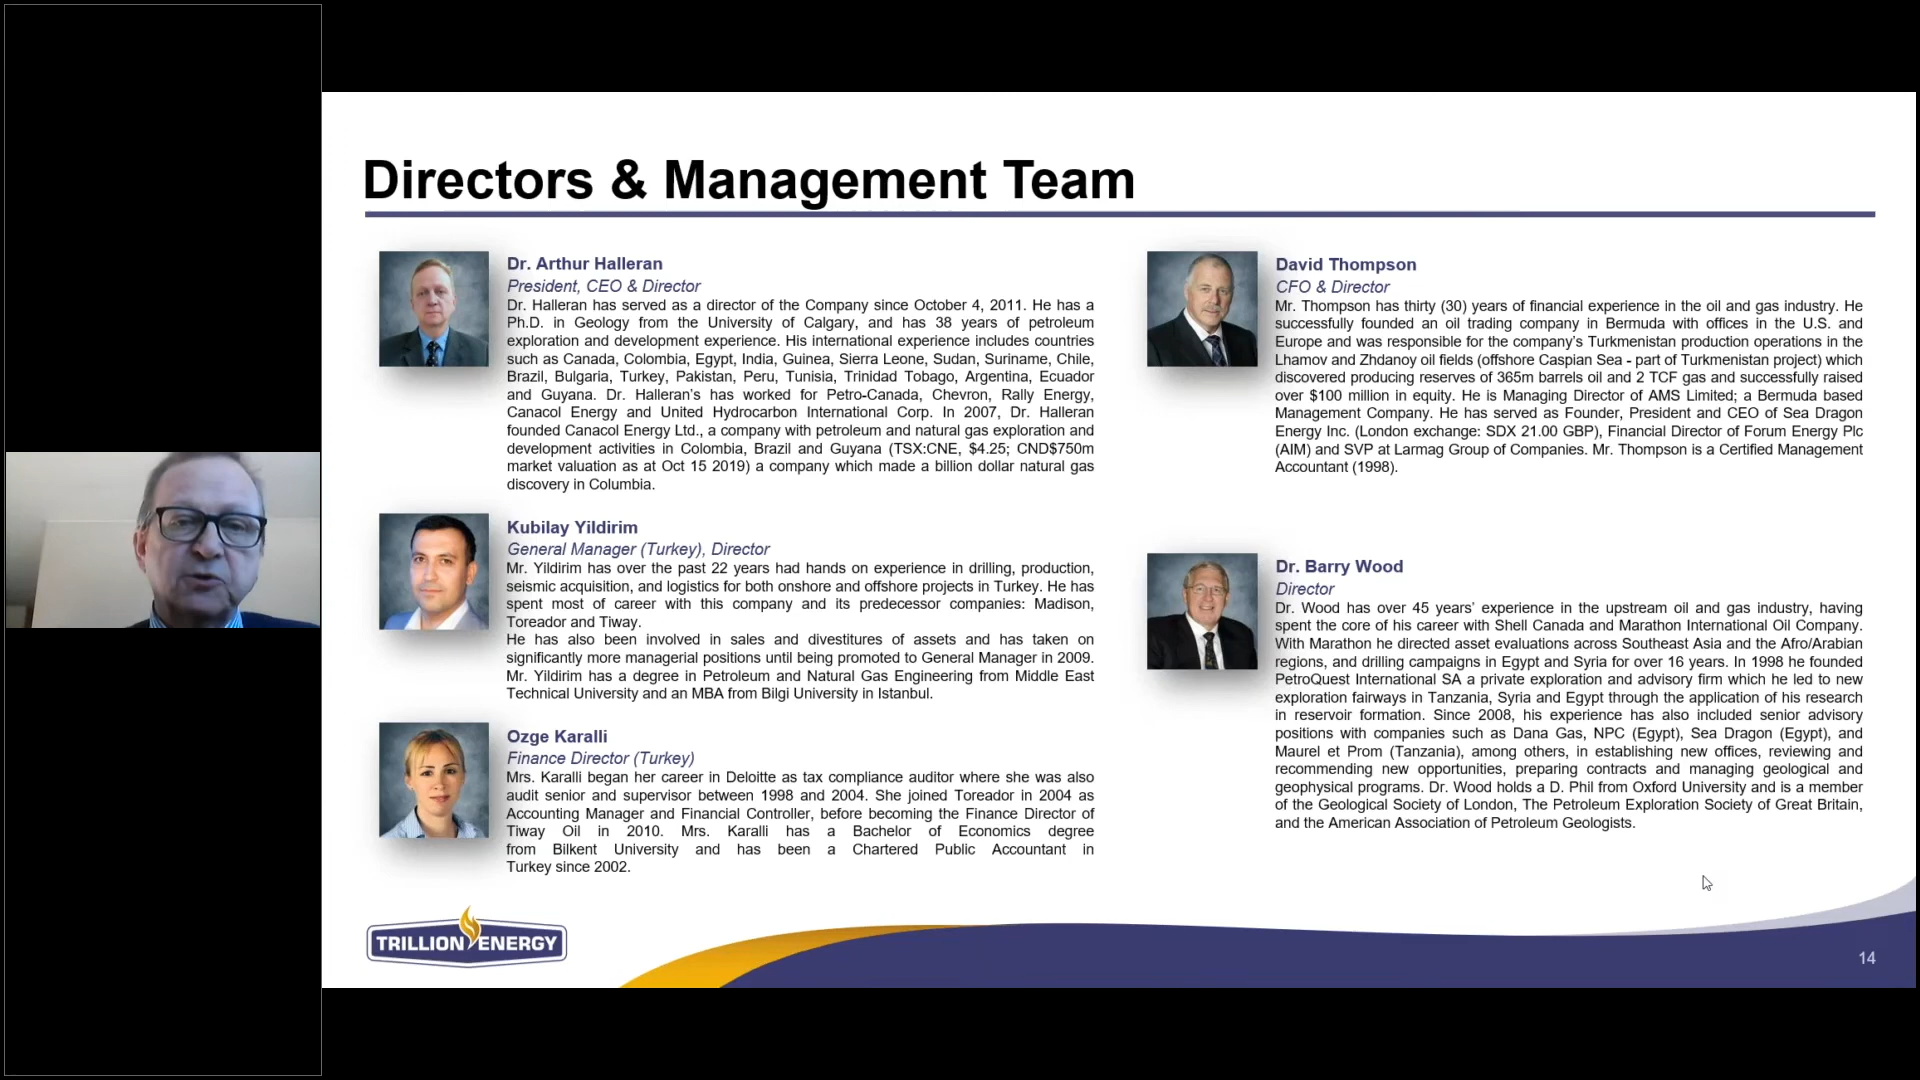 Directors & Management Team
Dr. Arthur Halleran
President, CEO & Director
Dr. Halleran has served as a director of the Company since October 4, 2011. He has a
Ph.D. in Geology from the University of Calgary, and has 38 years of petroleum
exploration and development experience. His international experience includes countries
such as Canada, Colombia, Egypt, India, Guinea, Sierra Leone, Sudan, Suriname, Chile,
Brazil, Bulgaria, Turkey, Pakistan, Peru, Tunisia, Trinidad Tobago, Argentina, Ecuador
and Guyana. Dr. Halleran's has worked for Petro-Canada, Chevron, Rally Energy,
Canacol Energy and United Hydrocarbon International Corp. In 2007, Dr. Halleran
founded Canacol Energy Ltd., a company with petroleum and natural gas exploration and
development activities in Colombia, Brazil and Guyana (TSX:CNE, $4.25; CND$750m
market valuation as at Oct 15 2019) a company which made a billion dollar natural gas
discovery in Columbia.
Kubilay Yildirim
General Manager (Turkey), Director
Mr. Yildirim has over the past 22 years had hands on experience in drilling, production,
seismic acquisition, and logistics for both onshore and offshore projects in Turkey. He has
spent most of career with this company and its predecessor companies: Madison,
Toreador and Tiway.
He has also been involved in sales and divestitures of assets and has taken on
significantly more managerial positions until being promoted to General Manager in 2009.
Mr. Yildirim has a degree in Petroleum and Natural Gas Engineering from Middle East
Technical University and an MBA from Bilgi University in Istanbul.
Ozge Karalli
Finance Director (Turkey)
Mrs. Karalli began her career in Deloitte as tax compliance auditor where she was also
audit senior and supervisor between 1998 and 2004. She joined Toreador in 2004 as
Accounting Manager and Financial Controller, before becoming the Finance Director of
Tiway Oil in 2010. Mrs. Karalli has a Bachelor of Economics degree
from Bilkent University and has been a Chartered Public Accountant in
Turkey since 2002.
David Thompson
CFO & Director
Mr. Thompson has thirty (30) years of financial experience in the oil and gas industry. He
successfully founded an oil trading company in Bermuda with offices in the U.S. and
Europe and was responsible for the company's Turkmenistan production operations in the
Lhamov and Zhdanoy oil fields (offshore Caspian Sea - part of Turkmenistan project) which
discovered producing reserves of 365m barrels oil and 2 TCF gas and successfully raised
over $100 million in equity. He is Managing Director of AMS Limited; a Bermuda based
Management Company. He has served as Founder, President and CEO of Sea Dragon
Energy Inc. (London exchange: SDX 21.00 GBP), Financial Director of Forum Energy Plc
(AIM) and SVP at Larmag Group of Companies. Mr. Thompson is a Certified Management
Accountant (1998).
Dr. Barry Wood
Director
Dr. Wood has over 45 years' experience in the upstream oil and gas industry, having
spent the core of his career with Shell Canada and Marathon International Oil Company.
With Marathon he directed asset evaluations across Southeast Asia and the Afro/Arabian
regions, and drilling campaigns in Egypt and Syria for over 16 years. In 1998 he founded
PetroQuest International SA a private exploration and advisory firm which he led to new
exploration fairways in Tanzania, Syria and Egypt through the application of his research
in reservoir formation. Since 2008, his experience has also included senior advisory
positions with companies such as Dana Gas, NPC (Egypt), Sea Dragon (Egypt), and
Maurel et Prom (Tanzania), among others, in establishing new offices, reviewing and
recommending new opportunities, preparing contracts and managing geological and
geophysical programs. Dr. Wood holds a D. Phil from Oxford University and is a member
of the Geological Society of London, The Petroleum Exploration Society of Great Britain,
and the American Association of Petroleum Geologists.
TRILLION ENERGY
14